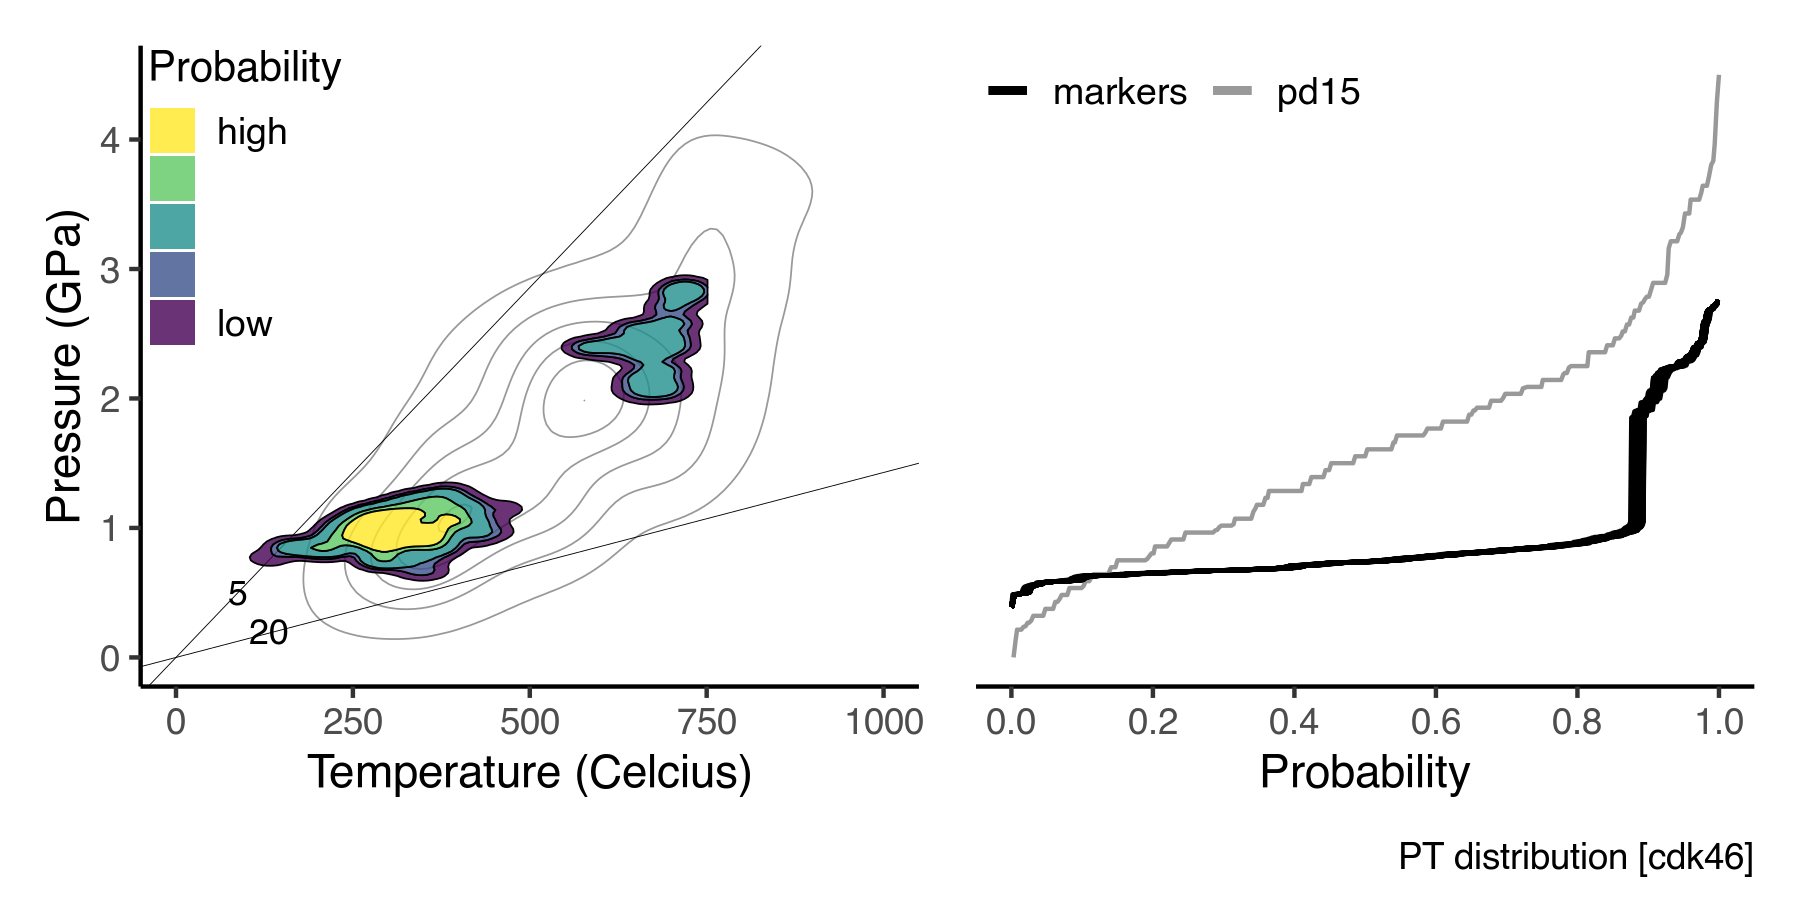 Probability
high
low
markers
pd15
4
3
2
1
0
Pressure (GPa)
5
20
0
250
500
750
1000
Temperature (Celcius)
0.0
0.2
0.4
0.6
0.8
1.0
Probability
PT distribution [cdk46]